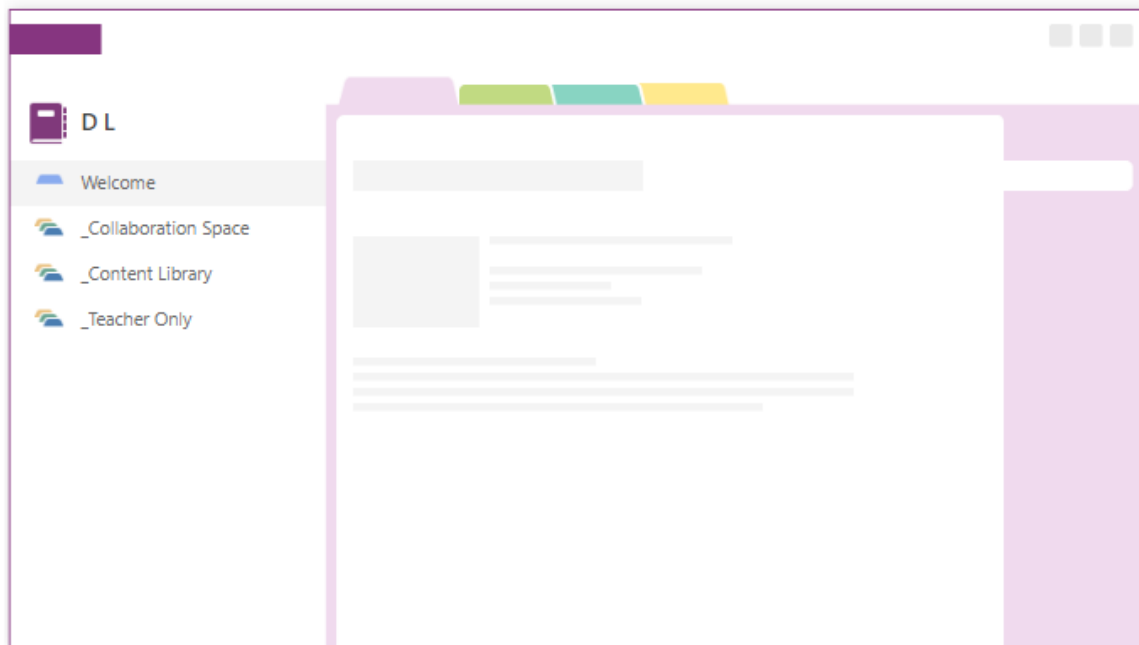 D L
Welcome
_Collaboration Space
_Content Library
_Teacher Only